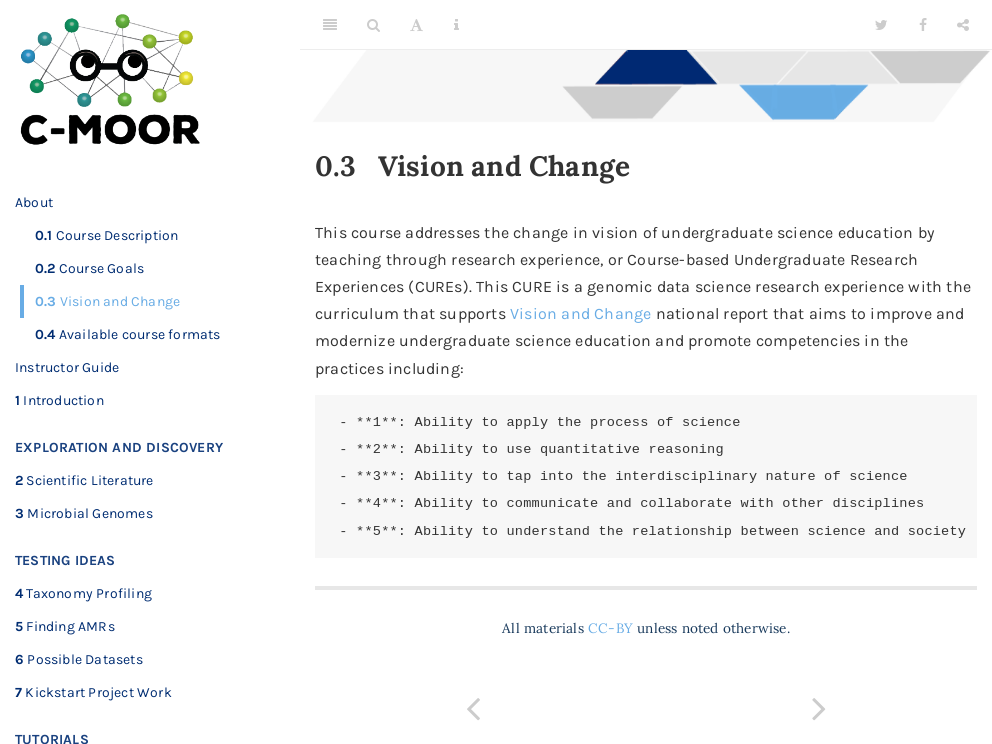 C-MOOR
About
0.1 Course Description
0.2 Course Goals
0.3 Vision and Change
0.4 Available course formats
Instructor Guide
1 Introduction
EXPLORATION AND DISCOVERY
2 Scientific Literature
3 Microbial Genomes
TESTING IDEAS
4 Taxonomy Profiling
5 Finding AMRs
6 Possible Datasets
7 Kickstart Project Work
TUTORIALS
0.3 Vision and Change
This course addresses the change in vision of undergraduate science education by
teaching through research experience, or Course-based Undergraduate Research
Experiences (CUREs). This CURE is a genomic data science research experience with the
curriculum that supports Vision and Change national report that aims to improve and
modernize undergraduate science education and promote competencies in the
practices including:
- **1**: Ability to apply the process of science
- **2**: Ability to use quantitative reasoning
- **3**: Ability to tap into the interdisciplinary nature of science
- **4**: Ability to communicate and collaborate with other disciplines
- **5**: Ability to understand the relationship between science and society
All materials CC-BY unless noted otherwise.